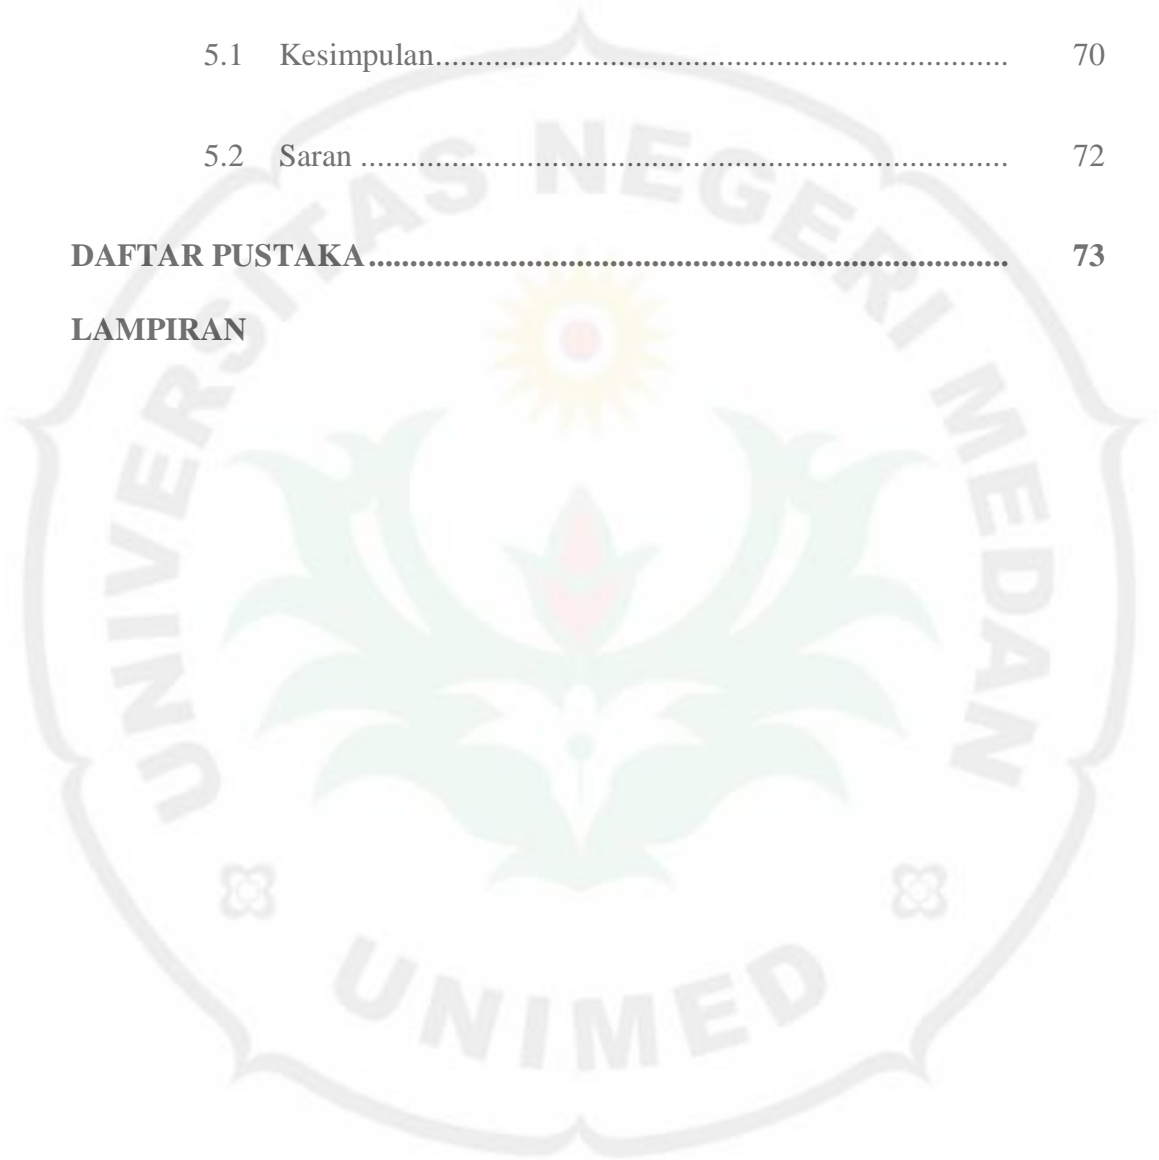 5.1 Kesimpulan...................................................................... 70
5.2 Saran ............................................................................... 72
DAFTAR PUSTAKA.............................................................................. 73
LAMPIRAN
UNIVERSITAS NEGERI MEDAN
UNIMED